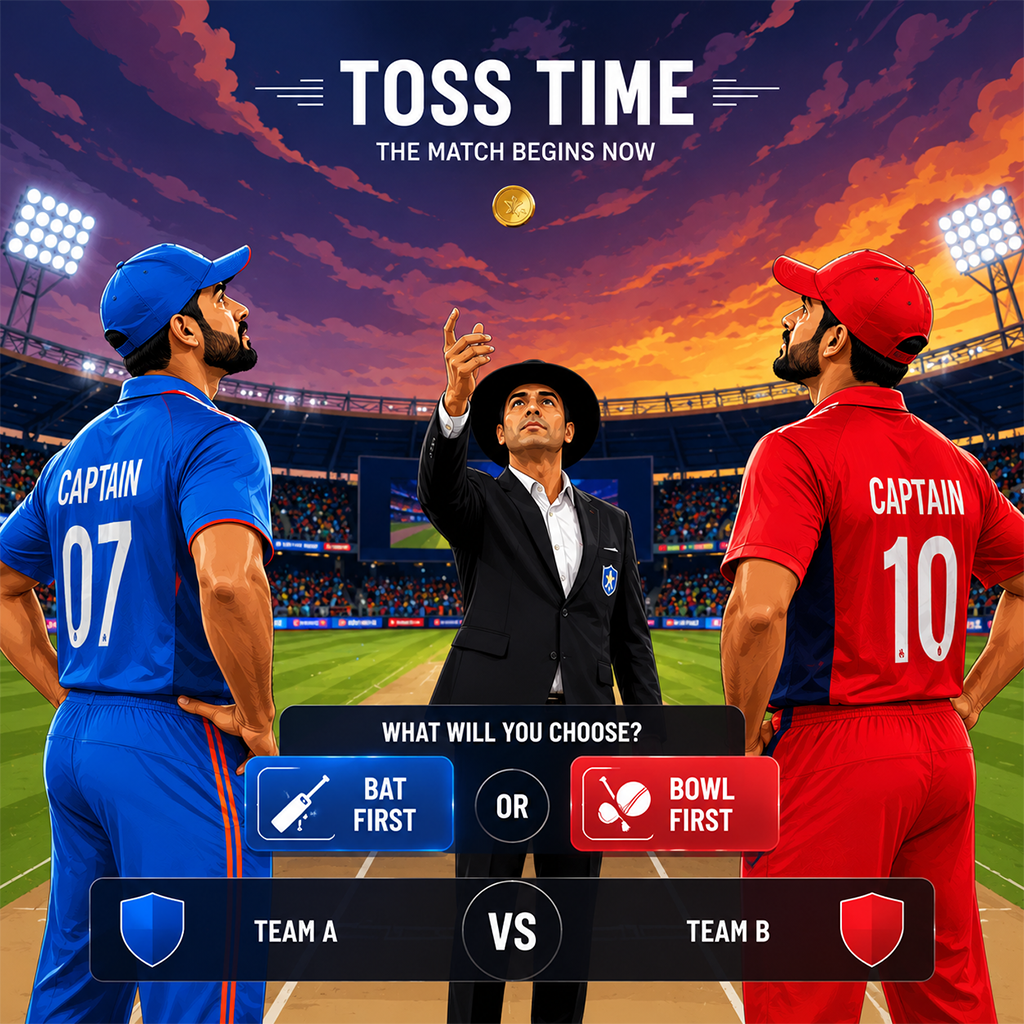 TOSS TIME
THE MATCH BEGINS NOW
CAPTAIN
07
CAPTAIN
10
WHAT WILL YOU CHOOSE?
BAT
FIRST
OR
BOWL
FIRST
TEAM A
VS
TEAM B